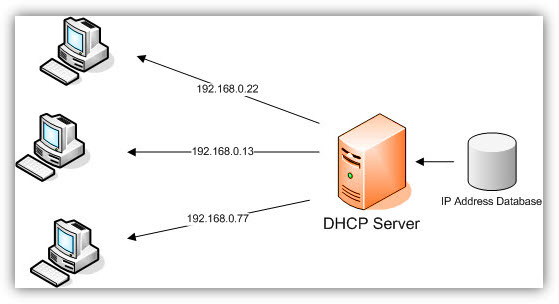 192.168.0.22
192.168.0.13
192.168.0.77
DHCP Server
IP Address Database